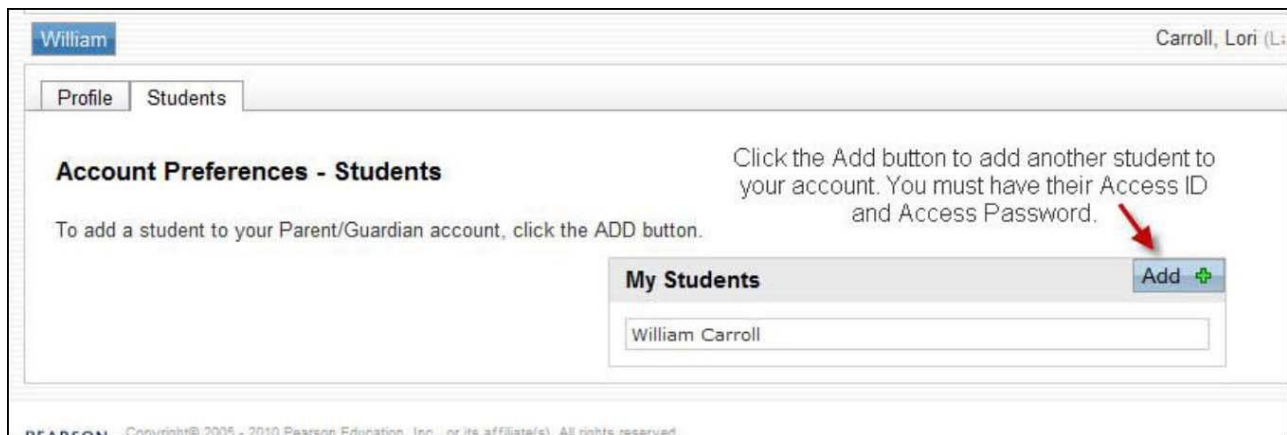 William
Carroll, Lori
Profile Students
Account Preferences - Students
Click the Add button to add another student to
your account. You must have their Access ID
and Access Password.
To add a student to your Parent/Guardian account, click the ADD button.
My Students
Add
William Carroll
PEARSON Copyright© 2005 - 2010 Pearson Education, Inc., or its affiliate(s). All rights reserved.